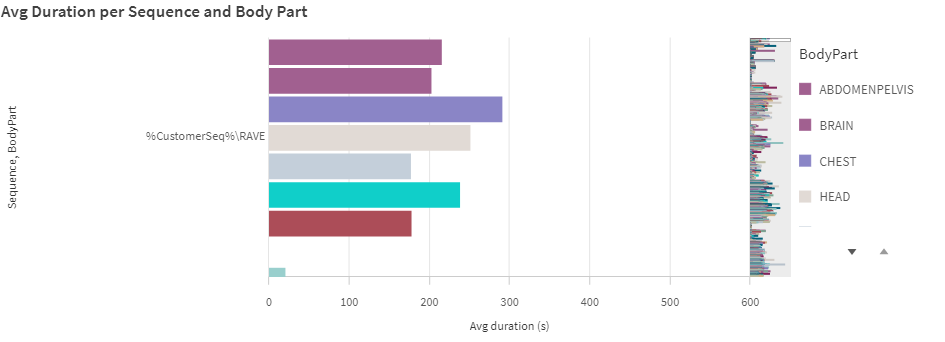 Avg Duration per Sequence and Body Part
Sequence, BodyPart
%CustomerSeq%\RAVE
0 100 200 300 400 500 600
Avg duration (s)
BodyPart
ABDOMENPELVIS
BRAIN
CHEST
HEAD